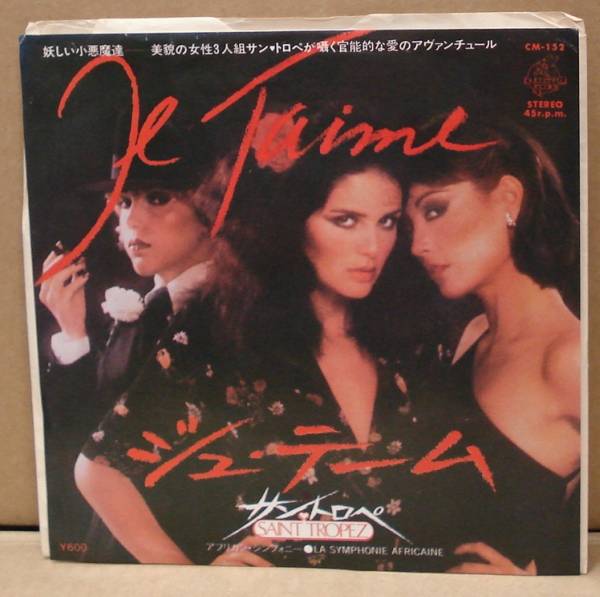 妖しい小悪魔達 ── 美貌の女性3人組サン・トロペが囁く官能的な愛のアヴァンチュール
CM-152
STEREO
45r.p.m.
Je T'aime
ジュ・テーム
サン・トロペ
SAINT TROPEZ
¥600
アフリカン・シンフォニー●LA SYMPHONIE AFRICAINE